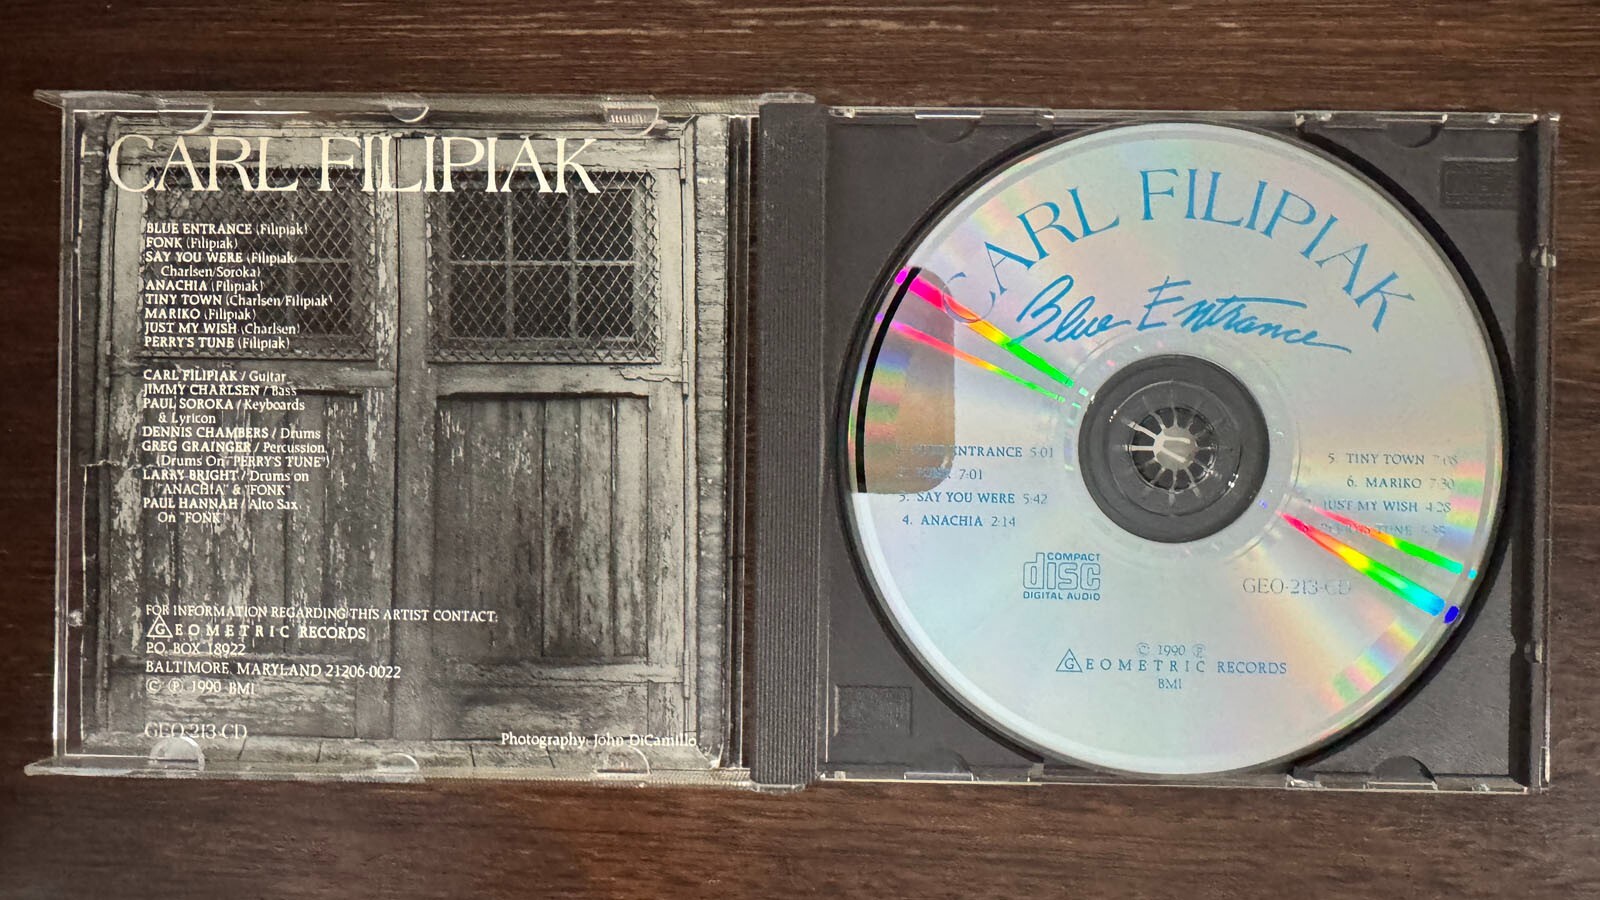 CARL FILIPIAK
BLUE ENTRANCE (Filipiak)
FONK (Filipiak)
SAY YOU WERE (Filipiak/
Charlsen/Soroka)
ANACHIA (Filipiak)
TINY TOWN (Charlsen/Filipiak)
MARIKO (Filipiak)
JUST MY WISH (Charlsen)
PERRY'S TUNE (Filipiak)
CARL FILIPIAK / Guitar
JIMMY CHARLSEN / Bass
PAUL SOROKA / Keyboards
& Lyricon
DENNIS CHAMBERS / Drums
GREG GRAINGER / Percussion
(Drums On "PERRY'S TUNE")
LARRY BRIGHT / Drums on
"ANACHIA" & "FONK"
PAUL HANNAH / Alto Sax
On "FONK"
FOR INFORMATION REGARDING THIS ARTIST CONTACT:
GEOMETRIC RECORDS
P.O. BOX 18922
BALTIMORE, MARYLAND 21206-0022
© ℗ 1990 BMI
GEO-213-CD
Photography: John DiCamillo
CARL FILIPIAK
Blue Entrance
ENTRANCE 5:01
7:01
3. SAY YOU WERE 5:42
4. ANACHIA 2:14
5. TINY TOWN
6. MARIKO 7:30
JUST MY WISH 4:28
TUNE
COMPACT
disc
DIGITAL AUDIO
GEO-213-CD
© 1990 ℗
GEOMETRIC RECORDS
BMI